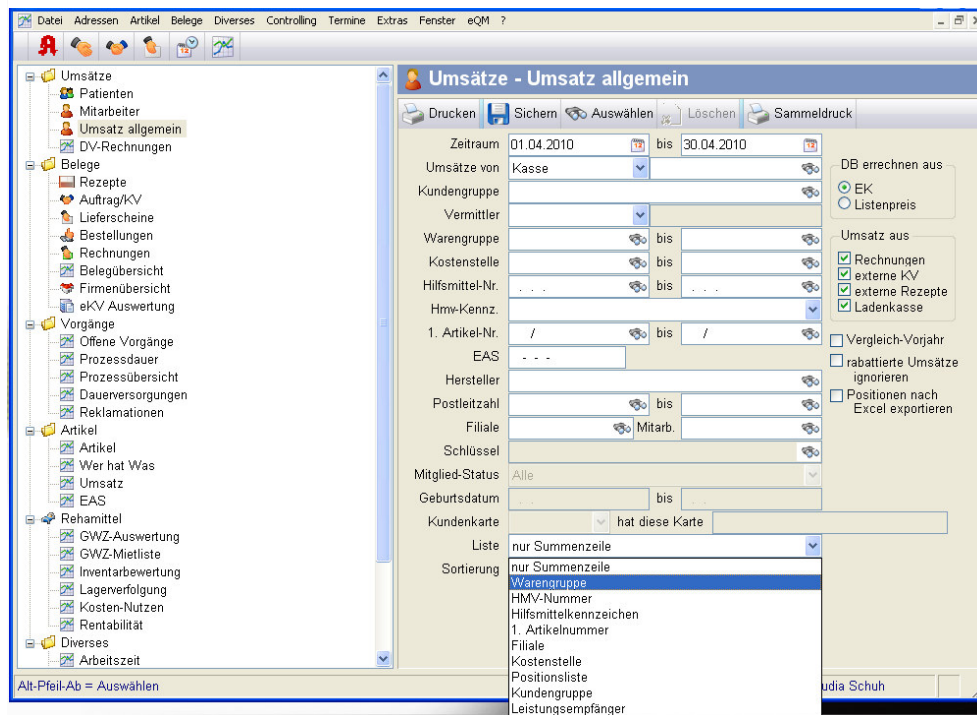 Datei Adressen Artikel Belege Diverses Controlling Termine Extras Fenster eQM ?
Umsätze
Patienten
Mitarbeiter
Umsatz allgemein
DV-Rechnungen
Belege
Rezepte
Auftrag/KV
Lieferscheine
Bestellungen
Rechnungen
Belegübersicht
Firmenübersicht
eKV Auswertung
Vorgänge
Offene Vorgänge
Prozessdauer
Prozessübersicht
Dauerversorgungen
Reklamationen
Artikel
Artikel
Wer hat Was
Umsatz
EAS
Rehamittel
GWZ-Auswertung
GWZ-Mietliste
Inventarbewertung
Lagerverfolgung
Kosten-Nutzen
Rentabilität
Diverses
Arbeitszeit
Umsätze - Umsatz allgemein
Drucken Sichern Auswählen Löschen Sammeldruck
Zeitraum 01.04.2010 bis 30.04.2010
Umsätze von Kasse
Kundengruppe
Vermittler
Warengruppe bis
Kostenstelle bis
Hilfsmittel-Nr. . . . bis . . .
Hmv-Kennz.
1. Artikel-Nr. / bis /
EAS - - -
Hersteller
Postleitzahl bis
Filiale Mitarb.
Schlüssel
Mitglied-Status Alle
Geburtsdatum . . bis . .
Kundenkarte hat diese Karte
Liste nur Summenzeile
Sortierung
nur Summenzeile
Warengruppe
HMV-Nummer
Hilfsmittelkennzeichen
1. Artikelnummer
Filiale
Kostenstelle
Positionsliste
Kundengruppe
Leistungsempfänger
DB errechnen aus
EK
Listenpreis
Umsatz aus
Rechnungen
externe KV
externe Rezepte
Ladenkasse
Vergleich-Vorjahr
rabattierte Umsätze
ignorieren
Positionen nach
Excel exportieren
Alt-Pfeil-Ab = Auswählen
udia Schuh